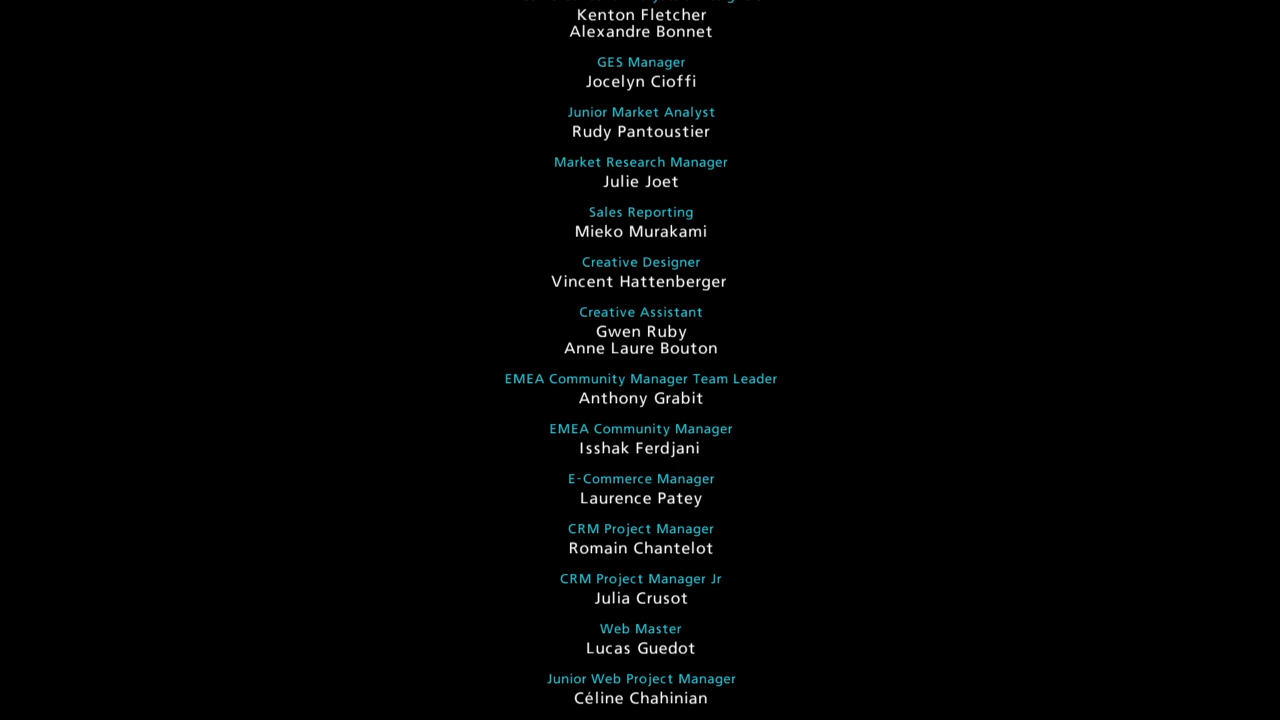 Kenton Fletcher
Alexandre Bonnet
GES Manager
Jocelyn Cioffi
Junior Market Analyst
Rudy Pantoustier
Market Research Manager
Julie Joet
Sales Reporting
Mieko Murakami
Creative Designer
Vincent Hattenberger
Creative Assistant
Gwen Ruby
Anne Laure Bouton
EMEA Community Manager Team Leader
Anthony Grabit
EMEA Community Manager
Isshak Ferdjani
E-Commerce Manager
Laurence Patey
CRM Project Manager
Romain Chantelot
CRM Project Manager Jr
Julia Crusot
Web Master
Lucas Guedot
Junior Web Project Manager
Céline Chahinian